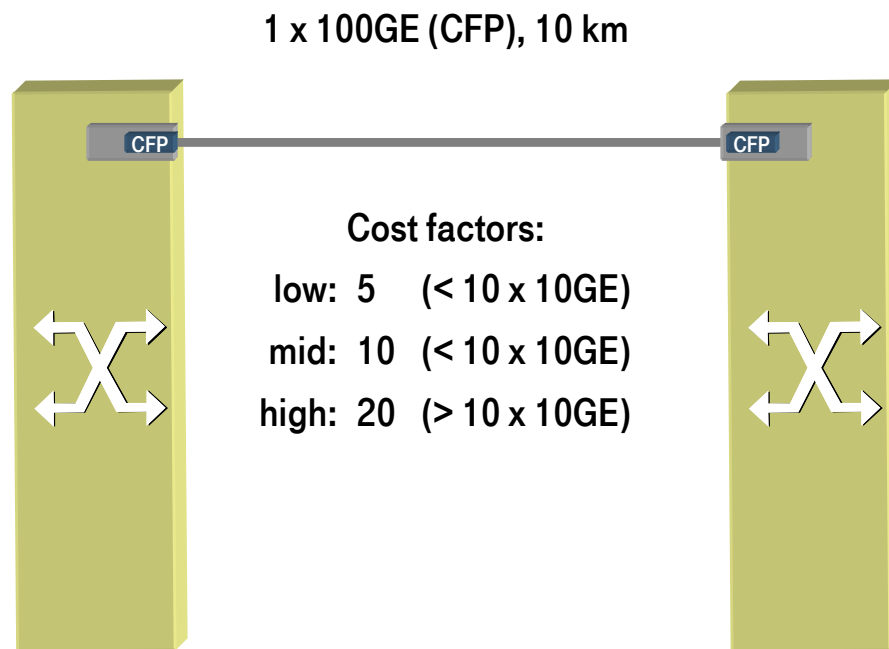 1 x 100GE (CFP), 10 km
CFP CFP
Cost factors:
low: 5 (< 10 x 10GE)
mid: 10 (< 10 x 10GE)
high: 20 (> 10 x 10GE)